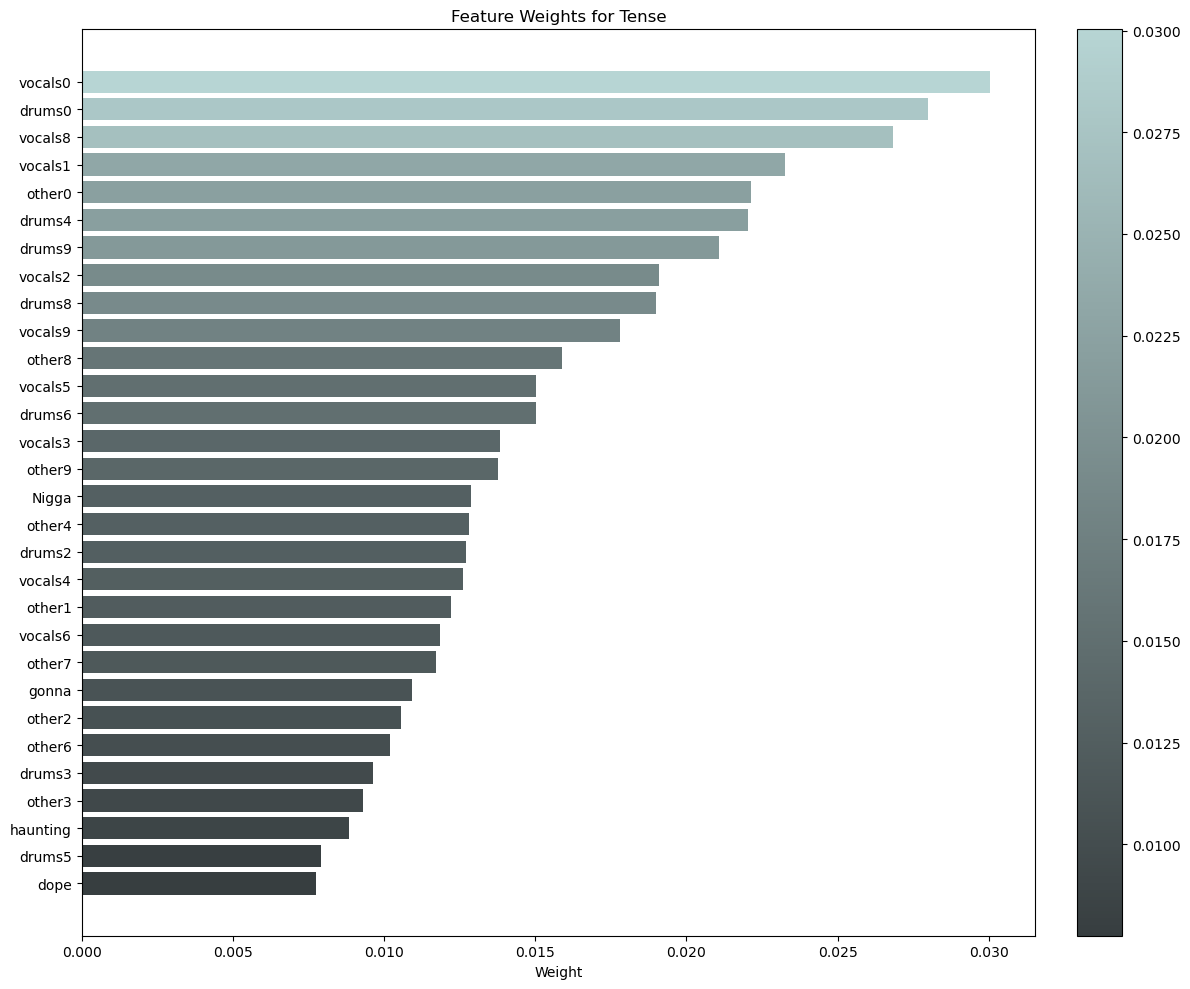 Feature Weights for Tense
vocals0
drums0
vocals8
vocals1
other0
drums4
drums9
vocals2
drums8
vocals9
other8
vocals5
drums6
vocals3
other9
Nigga
other4
drums2
vocals4
other1
vocals6
other7
gonna
other2
other6
drums3
other3
haunting
drums5
dope
0.000 0.005 0.010 0.015 0.020 0.025 0.030
Weight
0.0300
0.0275
0.0250
0.0225
0.0200
0.0175
0.0150
0.0125
0.0100